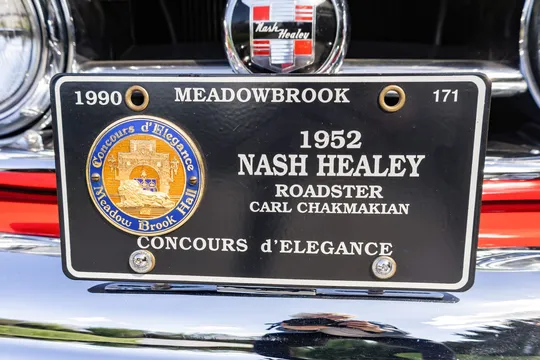 Nash Healey
1990 MEADOWBROOK 171
Concours d'Elegance
Meadow Brook Hall
1952
NASH HEALEY
ROADSTER
CARL CHAKMAKIAN
CONCOURS d'ELEGANCE